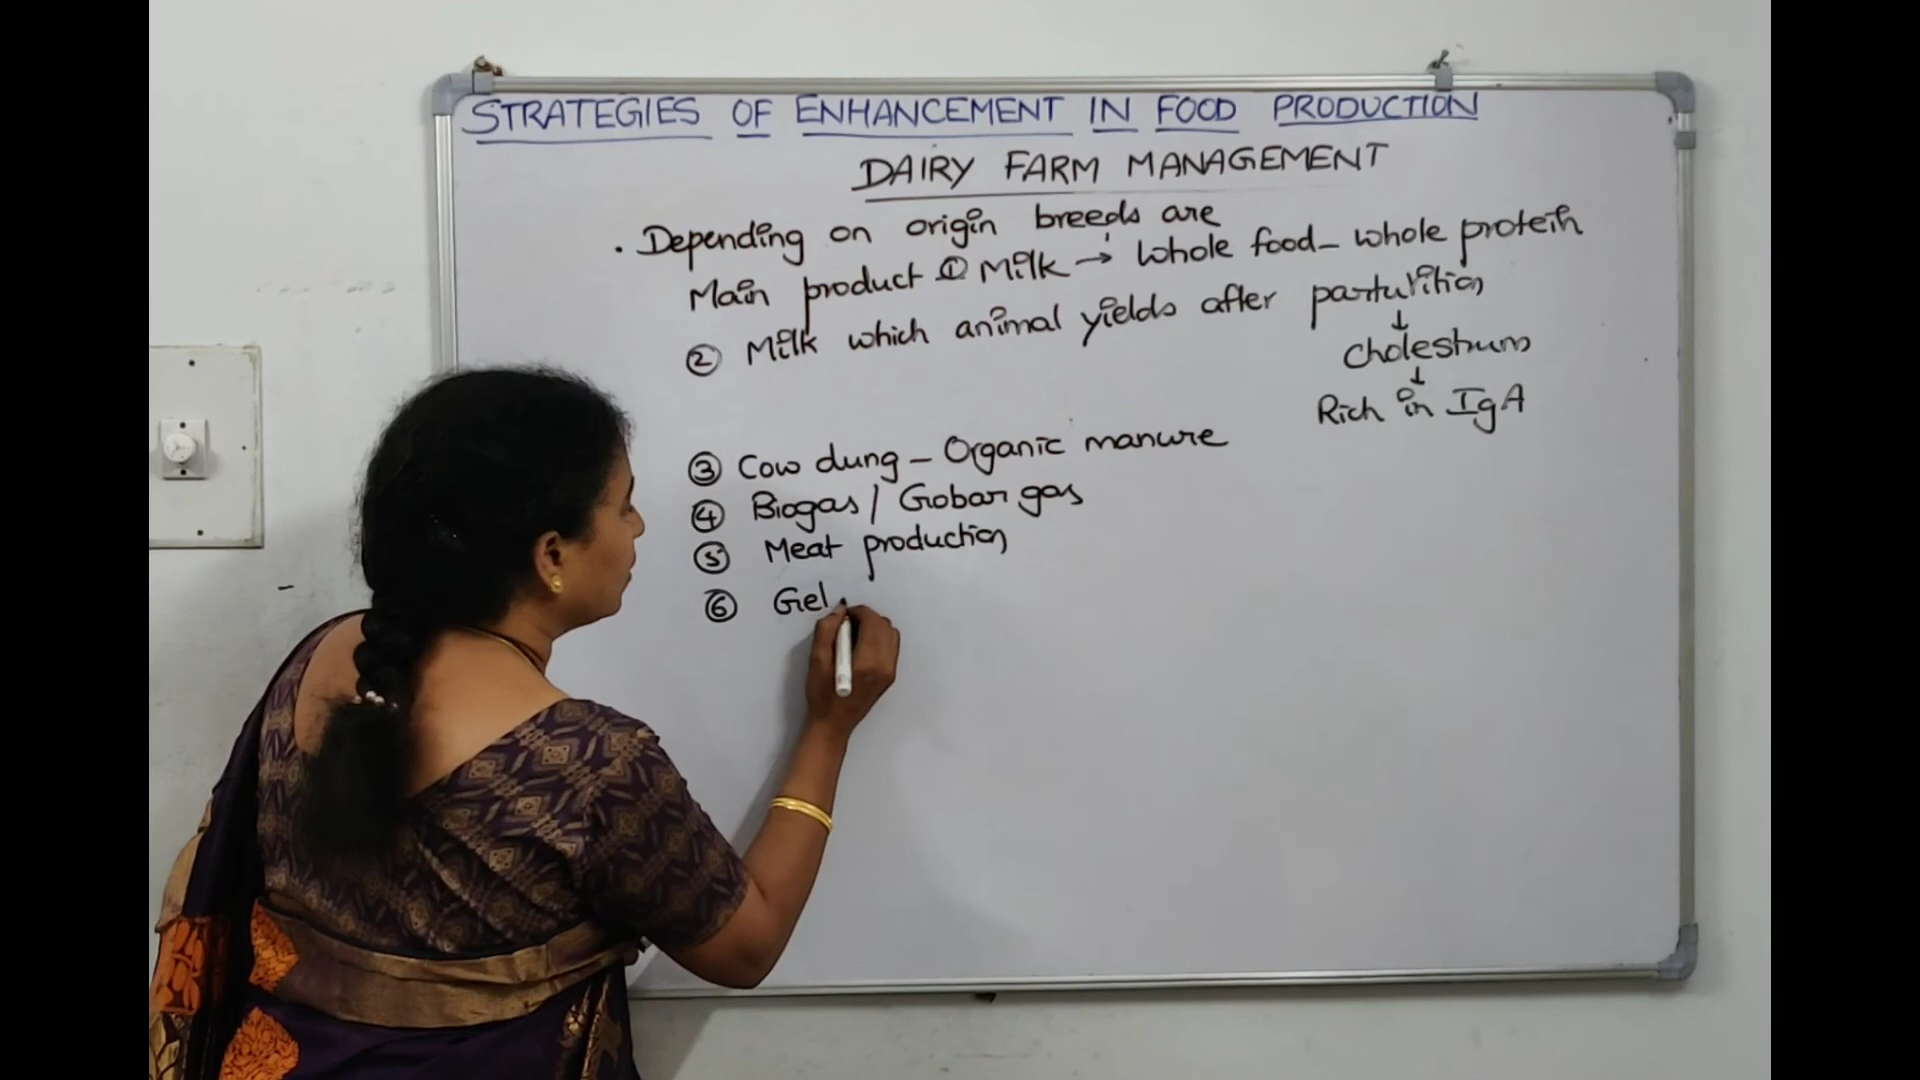 STRATEGIES OF ENHANCEMENT IN FOOD PRODUCTION
DAIRY FARM MANAGEMENT
. Depending on origin breeds are
Main product ① Milk → Whole food - whole protein
② Milk which animal yields after parturition
↓
Cholestrum
↓
Rich in IgA
③ Cow dung - Organic manure
④ Biogas / Gobar gas
⑤ Meat production
⑥ Gel